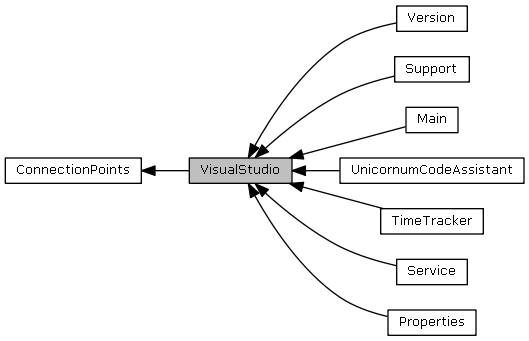 Version
Support
Main
ConnectionPoints
VisualStudio
UnicornumCodeAssistant
TimeTracker
Service
Properties